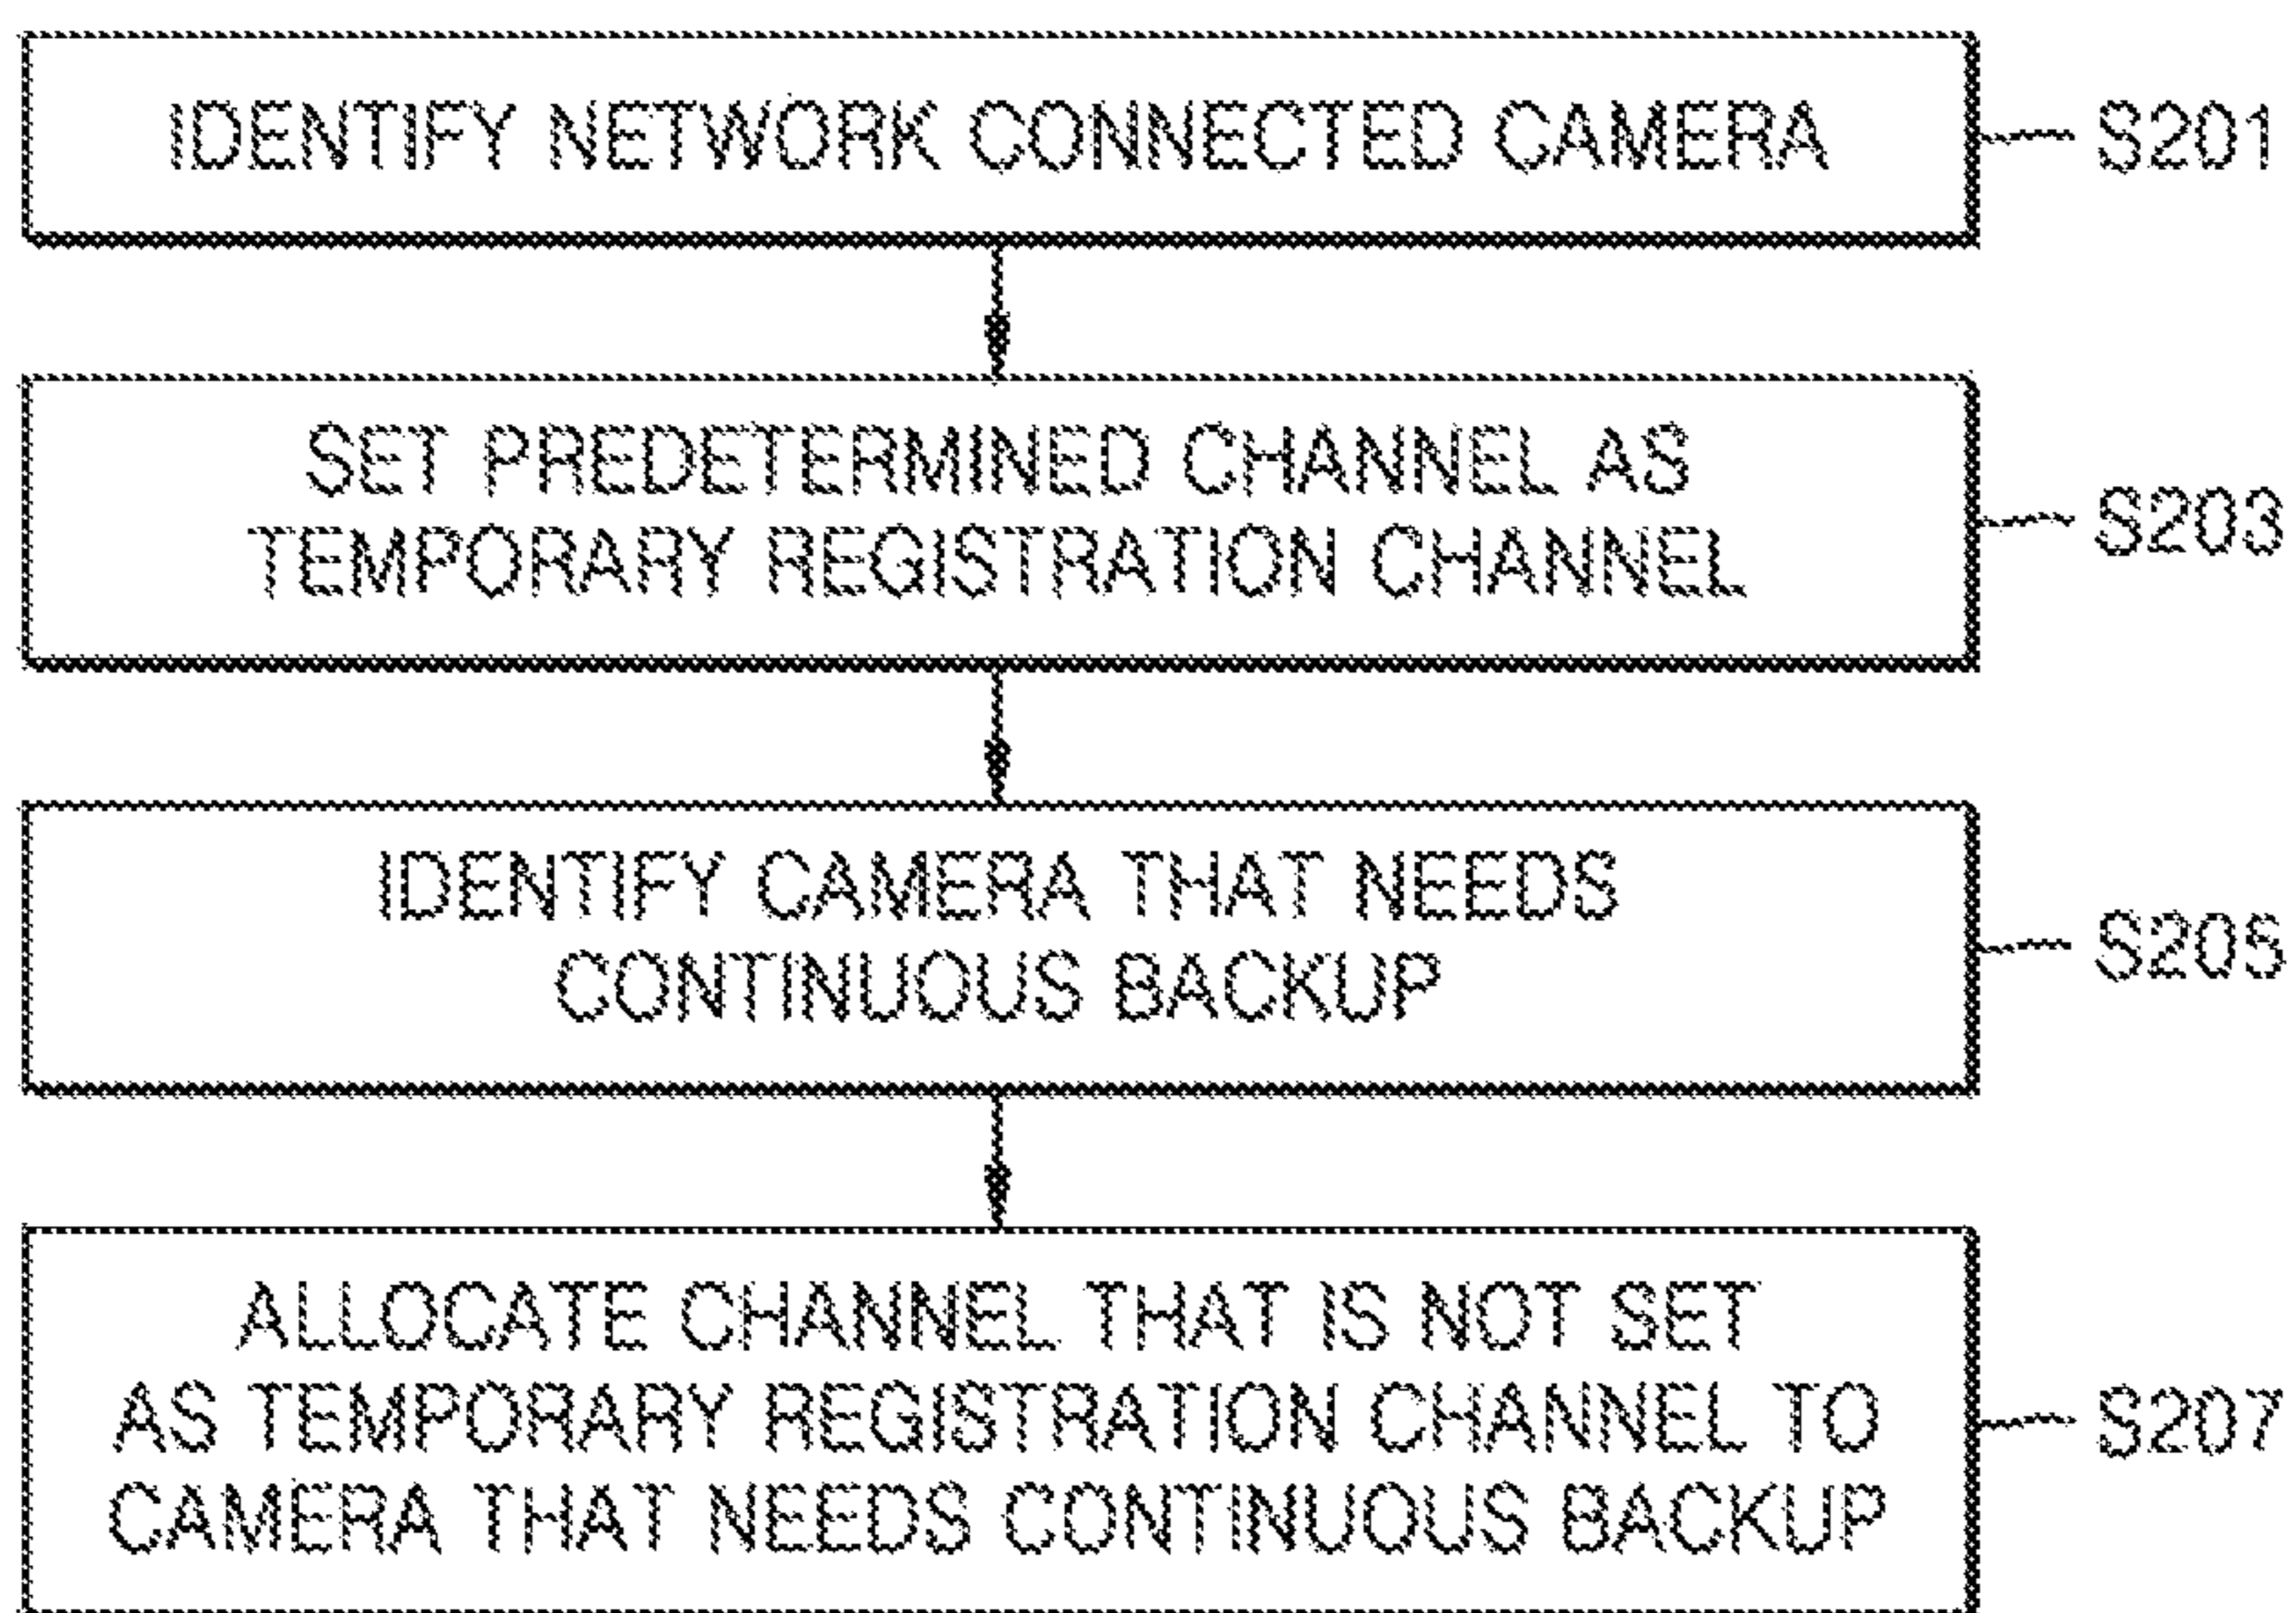 IDENTIFY NETWORK CONNECTED CAMERA
S201
SET PREDETERMINED CHANNEL AS
TEMPORARY REGISTRATION CHANNEL
S203
IDENTIFY CAMERA THAT NEEDS
CONTINUOUS BACKUP
S205
ALLOCATE CHANNEL THAT IS NOT SET
AS TEMPORARY REGISTRATION CHANNEL TO
CAMERA THAT NEEDS CONTINUOUS BACKUP
S207